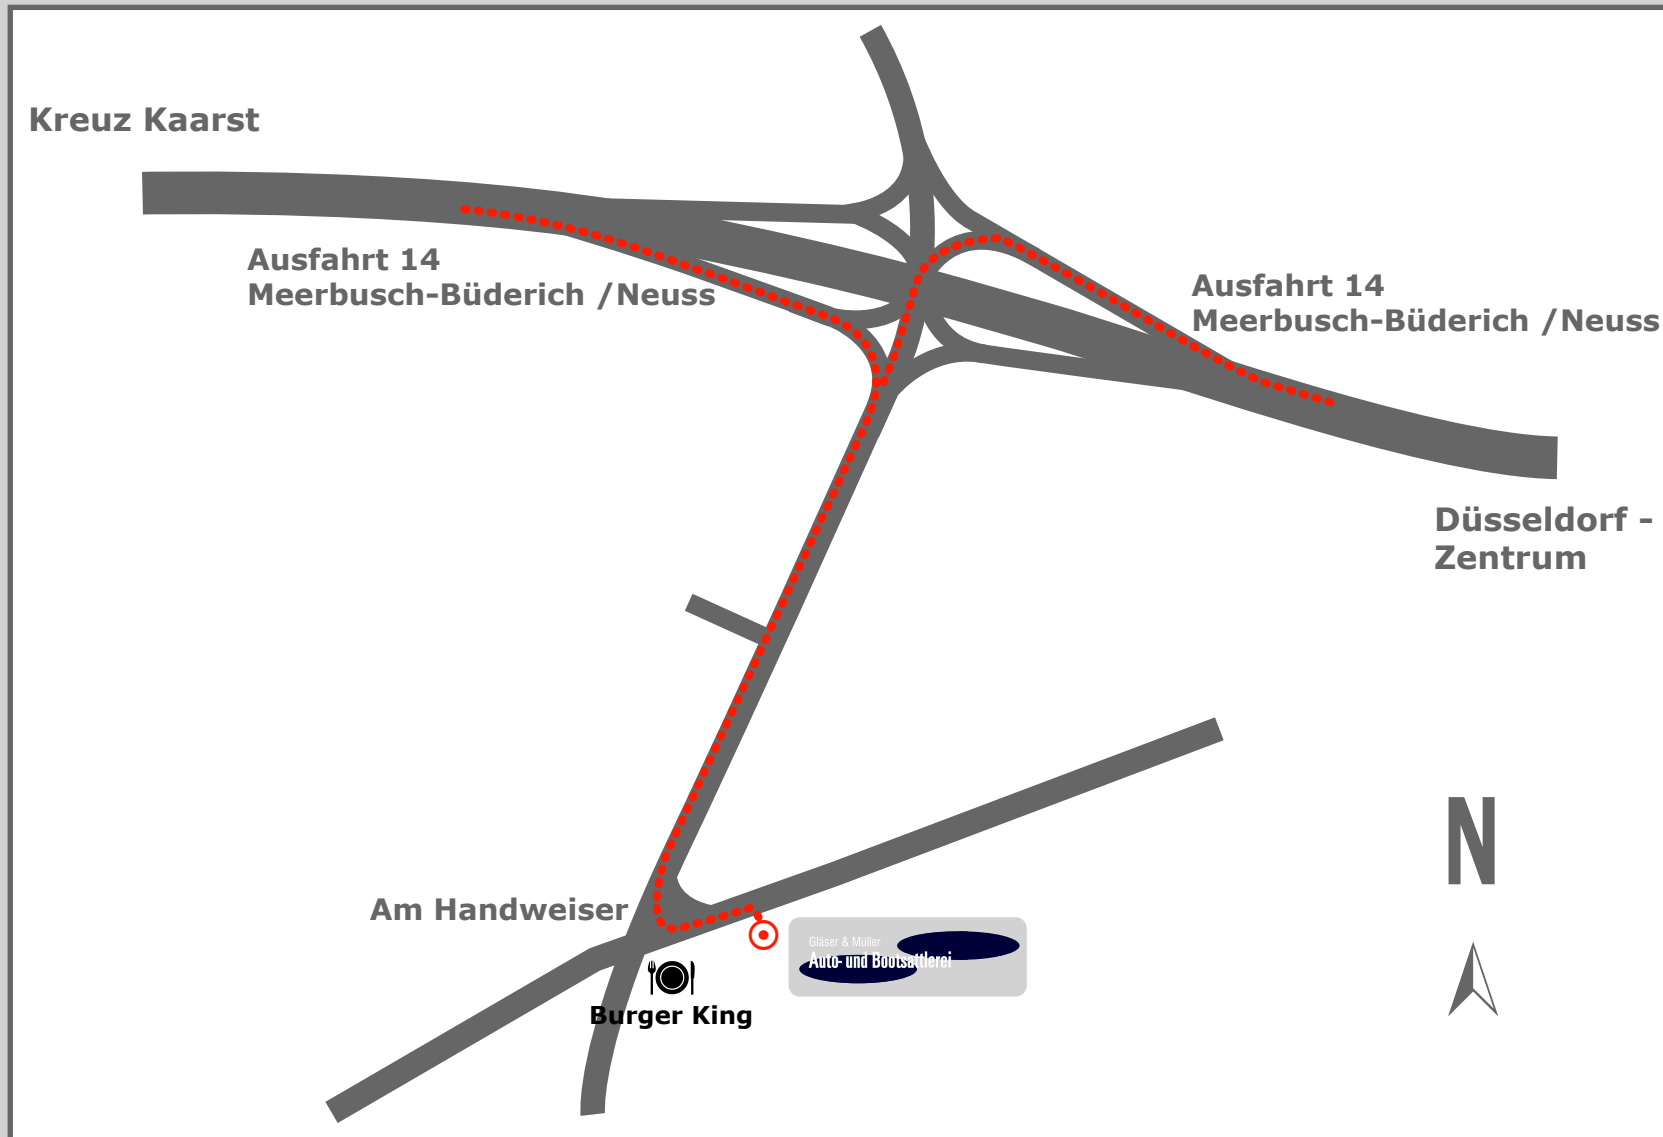 Kreuz Kaarst
Ausfahrt 14
Meerbusch-Büderich /Neuss
Ausfahrt 14
Meerbusch-Büderich /Neuss
Düsseldorf -
Zentrum
N
Am Handweiser
Gläser & Müller
Auto- und Bootsattlerei
Burger King